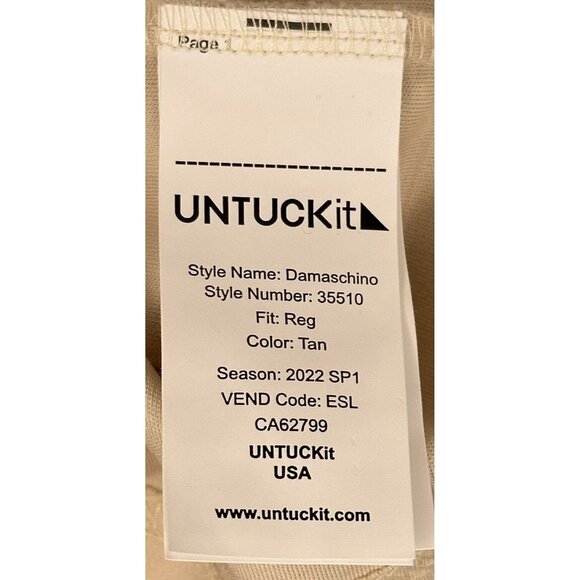 Page 1
UNTUCKit
Style Name: Damaschino
Style Number: 35510
Fit: Reg
Color: Tan
Season: 2022 SP1
VEND Code: ESL
CA62799
UNTUCKit
USA
www.untuckit.com